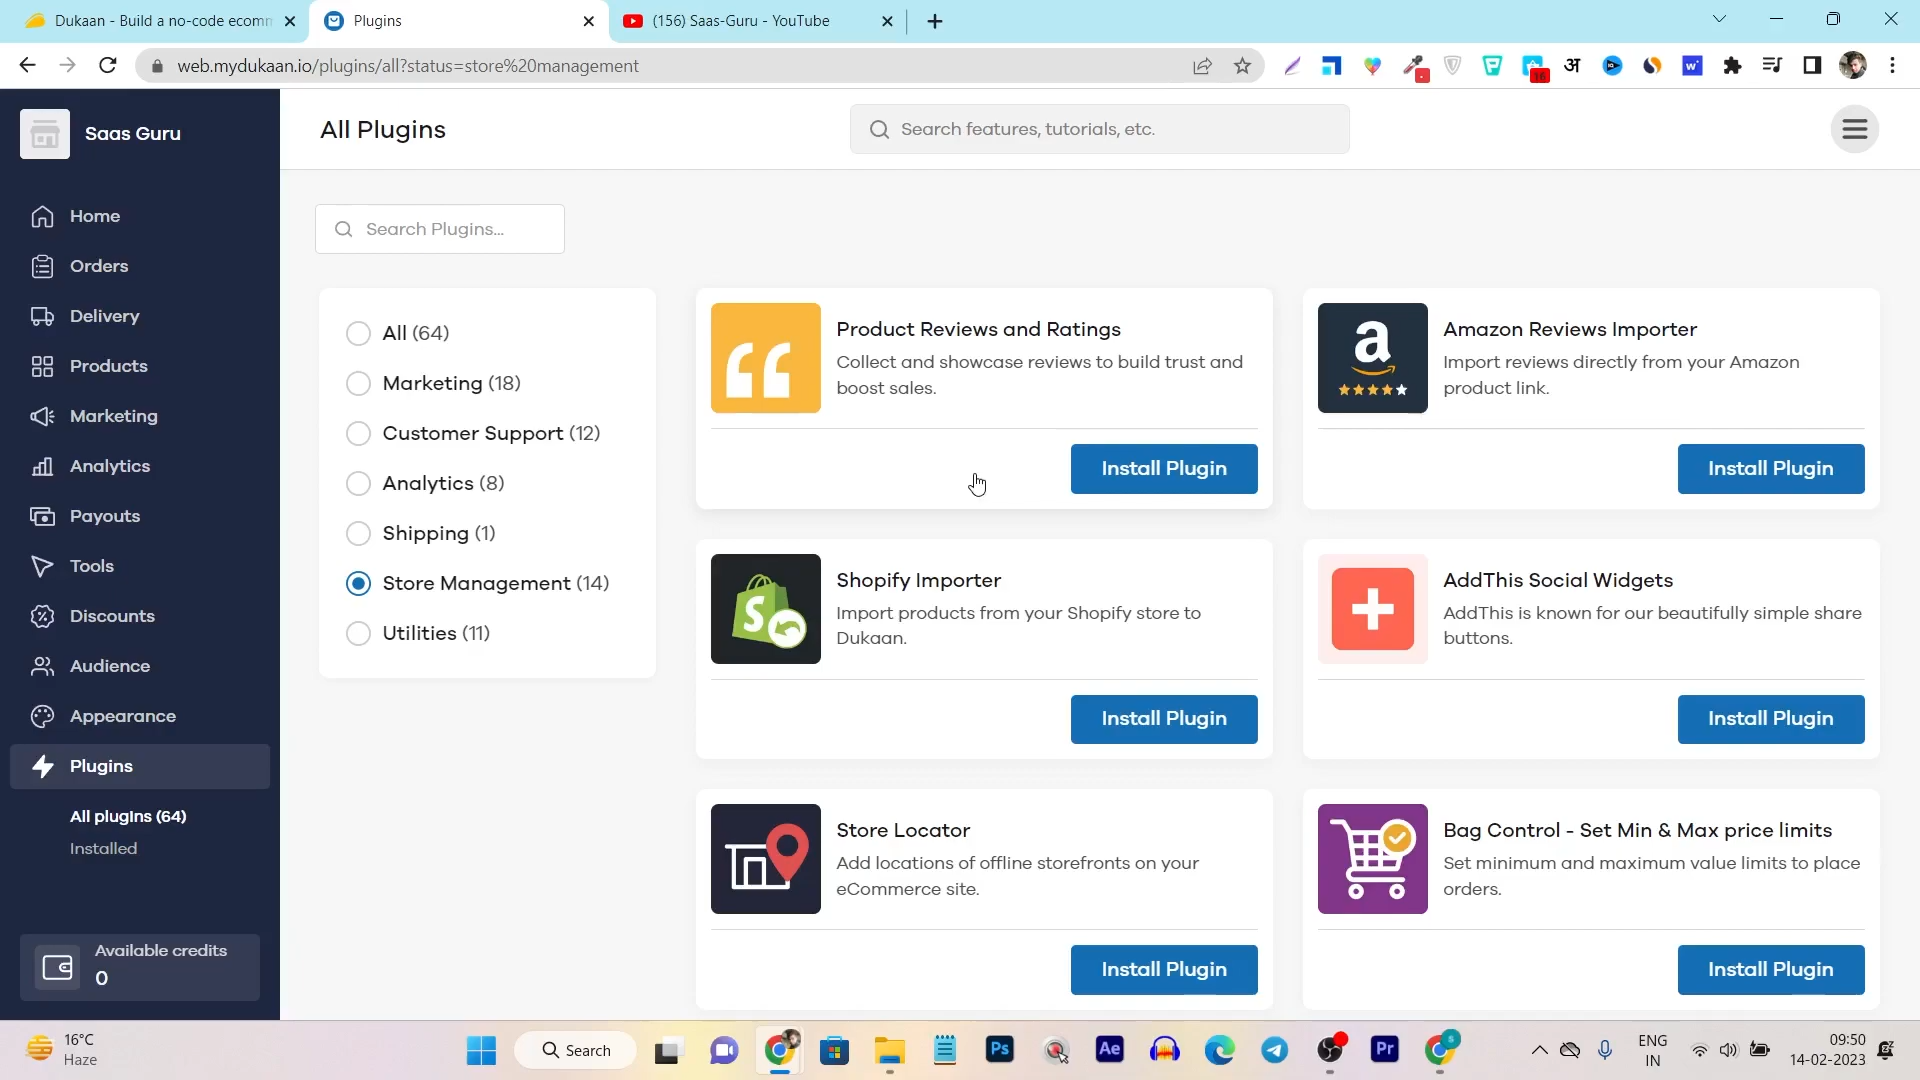 Dukaan - Build a no-code ecomm
Plugins
(156) Saas-Guru - YouTube
web.mydukaan.io/plugins/all?status=store%20management
16
अ
Saas Guru
All Plugins
Search features, tutorials, etc.
Home
Orders
Delivery
Products
Marketing
Analytics
Payouts
Tools
Discounts
Audience
Appearance
Plugins
All plugins (64)
Installed
Available credits
0
Search Plugins...
All (64)
Marketing (18)
Customer Support (12)
Analytics (8)
Shipping (1)
Store Management (14)
Utilities (11)
Product Reviews and Ratings
Collect and showcase reviews to build trust and
boost sales.
Install Plugin
Amazon Reviews Importer
Import reviews directly from your Amazon
product link.
Install Plugin
Shopify Importer
Import products from your Shopify store to
Dukaan.
Install Plugin
AddThis Social Widgets
AddThis is known for our beautifully simple share
buttons.
Install Plugin
Store Locator
Add locations of offline storefronts on your
eCommerce site.
Install Plugin
Bag Control - Set Min & Max price limits
Set minimum and maximum value limits to place
orders.
Install Plugin
16°C
Haze
Search
Ps
Ae
Pr
ENG
IN
09:50
14-02-2023